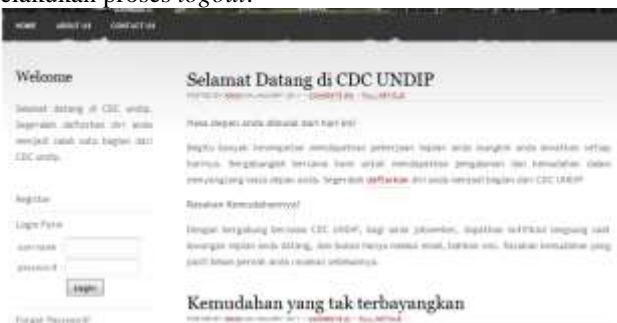 elakukan proses logout.
HOME ABOUT US CONTACT US
Welcome
Selamat datang di CDC undip.
Segeralah daftarkan diri anda
menjadi salah satu bagian dari
CDC undip.
Register
Login Form
username
password
Login
Forgot Password?
Selamat Datang di CDC UNDIP
Masa depan anda dimulai dari hari ini!
Begitu banyak kesempatan mendapatkan pekerjaan impian anda mungkin anda lewatkan setiap
harinya. Bergabunglah bersama kami untuk mendapatkan pengalaman dan kemudahan dalam
menyongsong masa depan anda. Segeralah daftarkan diri anda menjadi bagian dari CDC UNDIP
Rasakan Kemudahannya!
Dengan bergabung bersama CDC UNDIP, bagi anda jobseeker, dapatkan notifikasi langsung saat
lowongan impian anda datang, dan bukan hanya melalui email, bahkan sms. Rasakan kemudahan yang
pasti belum pernah anda rasakan sebelumnya.
Kemudahan yang tak terbayangkan